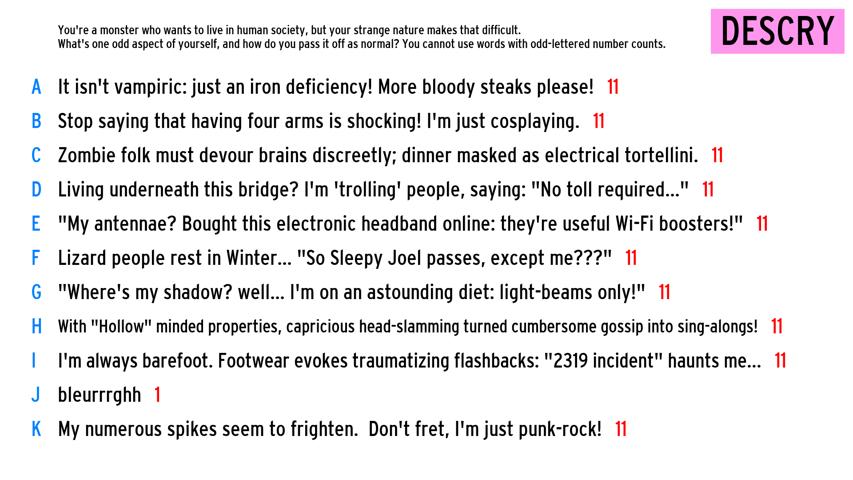 You're a monster who wants to live in human society, but your strange nature makes that difficult.
What's one odd aspect of yourself, and how do you pass it off as normal? You cannot use words with odd-lettered number counts.
DESCRY
A It isn't vampiric: just an iron deficiency! More bloody steaks please! 11
B Stop saying that having four arms is shocking! I'm just cosplaying. 11
C Zombie folk must devour brains discreetly; dinner masked as electrical tortellini. 11
D Living underneath this bridge? I'm 'trolling' people, saying: "No toll required..." 11
E "My antennae? Bought this electronic headband online: they're useful Wi-Fi boosters!" 11
F Lizard people rest in Winter... "So Sleepy Joel passes, except me???" 11
G "Where's my shadow? well... I'm on an astounding diet: light-beams only!" 11
H With "Hollow" minded properties, capricious head-slamming turned cumbersome gossip into sing-alongs! 11
I I'm always barefoot. Footwear evokes traumatizing flashbacks: "2319 incident" haunts me... 11
J bleurrrghh 1
K My numerous spikes seem to frighten.  Don't fret, I'm just punk-rock! 11